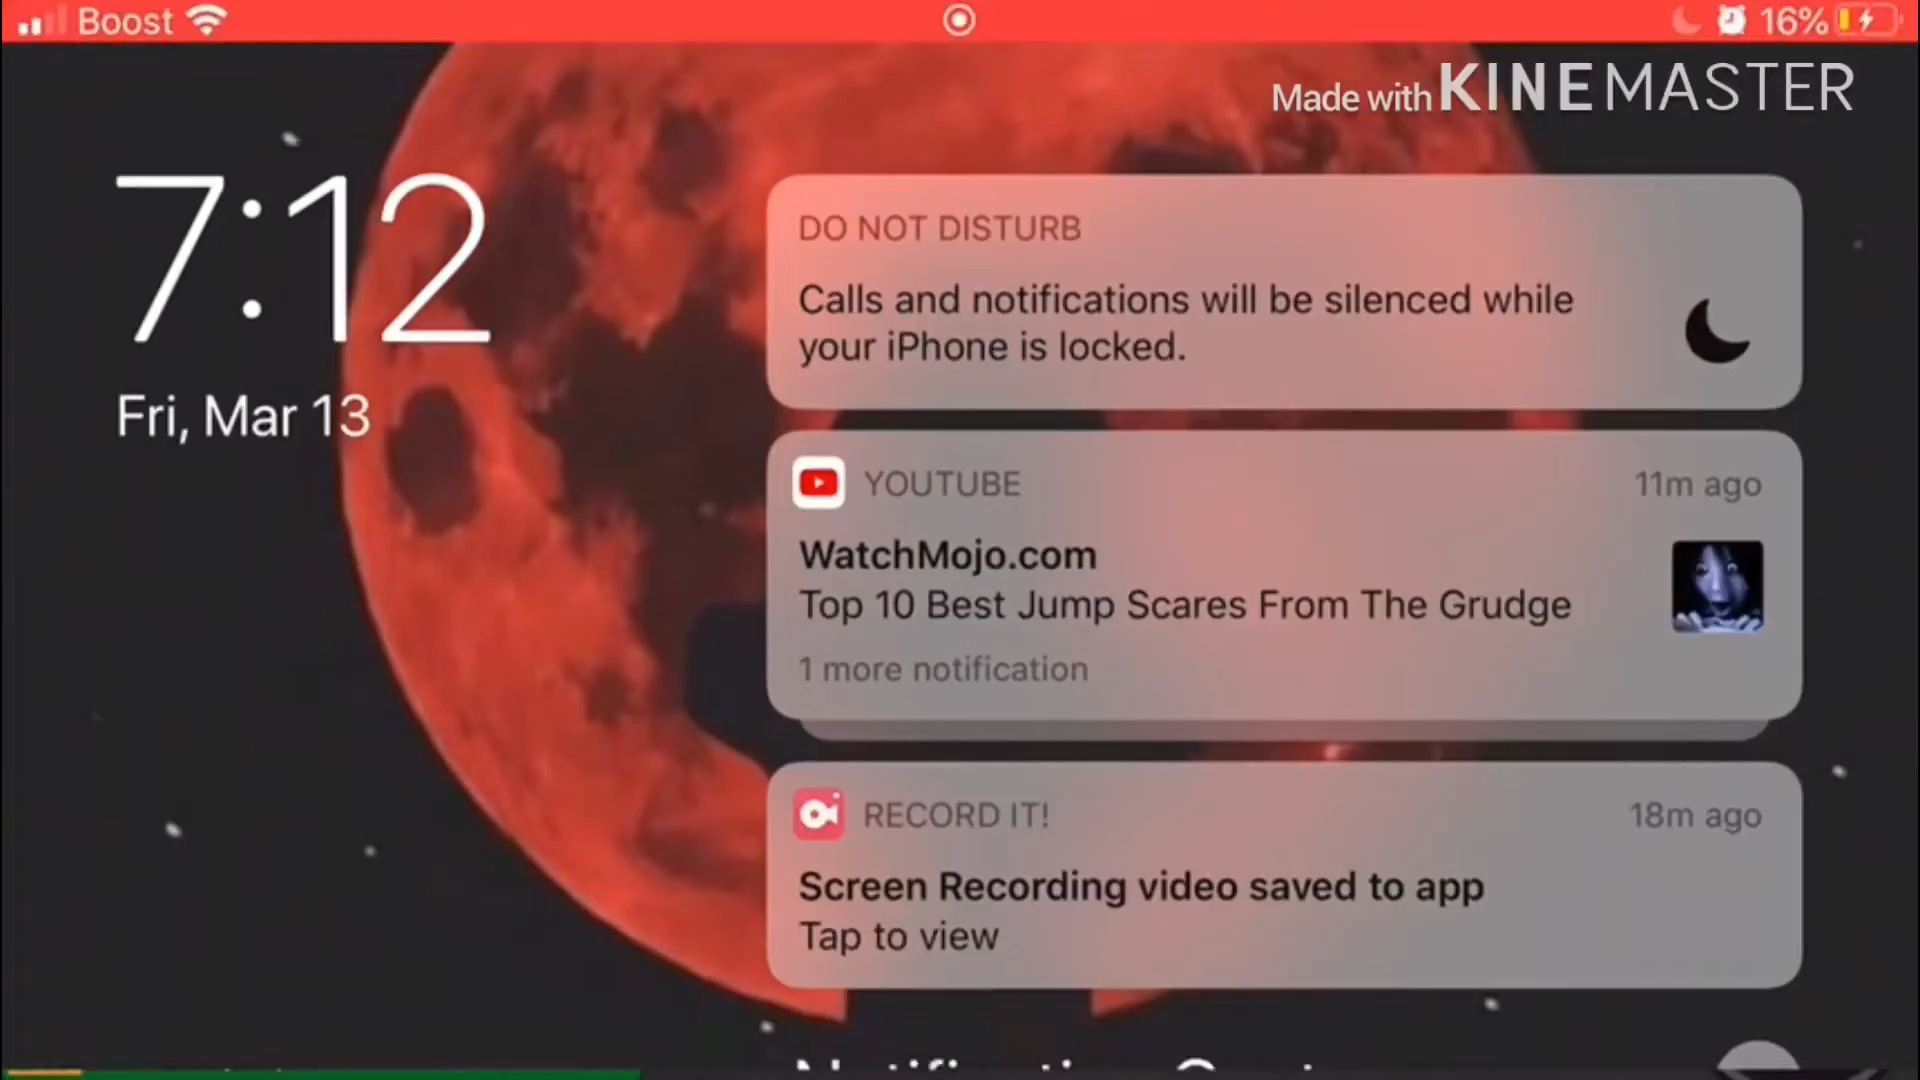 Boost
16%
Made with KINEMASTER
7:12
Fri, Mar 13
DO NOT DISTURB
Calls and notifications will be silenced while
your iPhone is locked.
YOUTUBE
11m ago
WatchMojo.com
Top 10 Best Jump Scares From The Grudge
1 more notification
RECORD IT!
18m ago
Screen Recording video saved to app
Tap to view